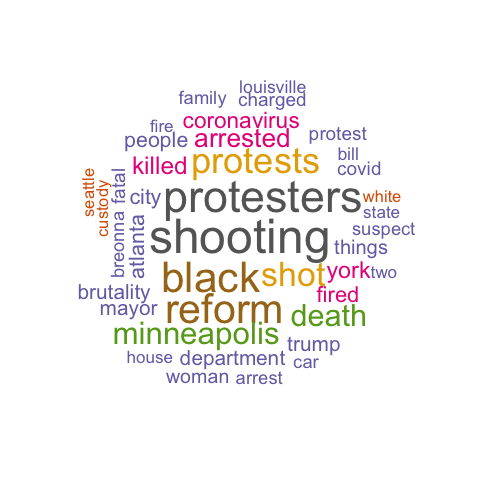 louisville
family charged
fire coronavirus
people arrested protest
killed protests bill
covid
seattle custody fatal city protesters white
state
breonna atlanta shooting suspect
things
black shot york two
brutality fired
mayor reform death
minneapolis trump
house department car
woman arrest